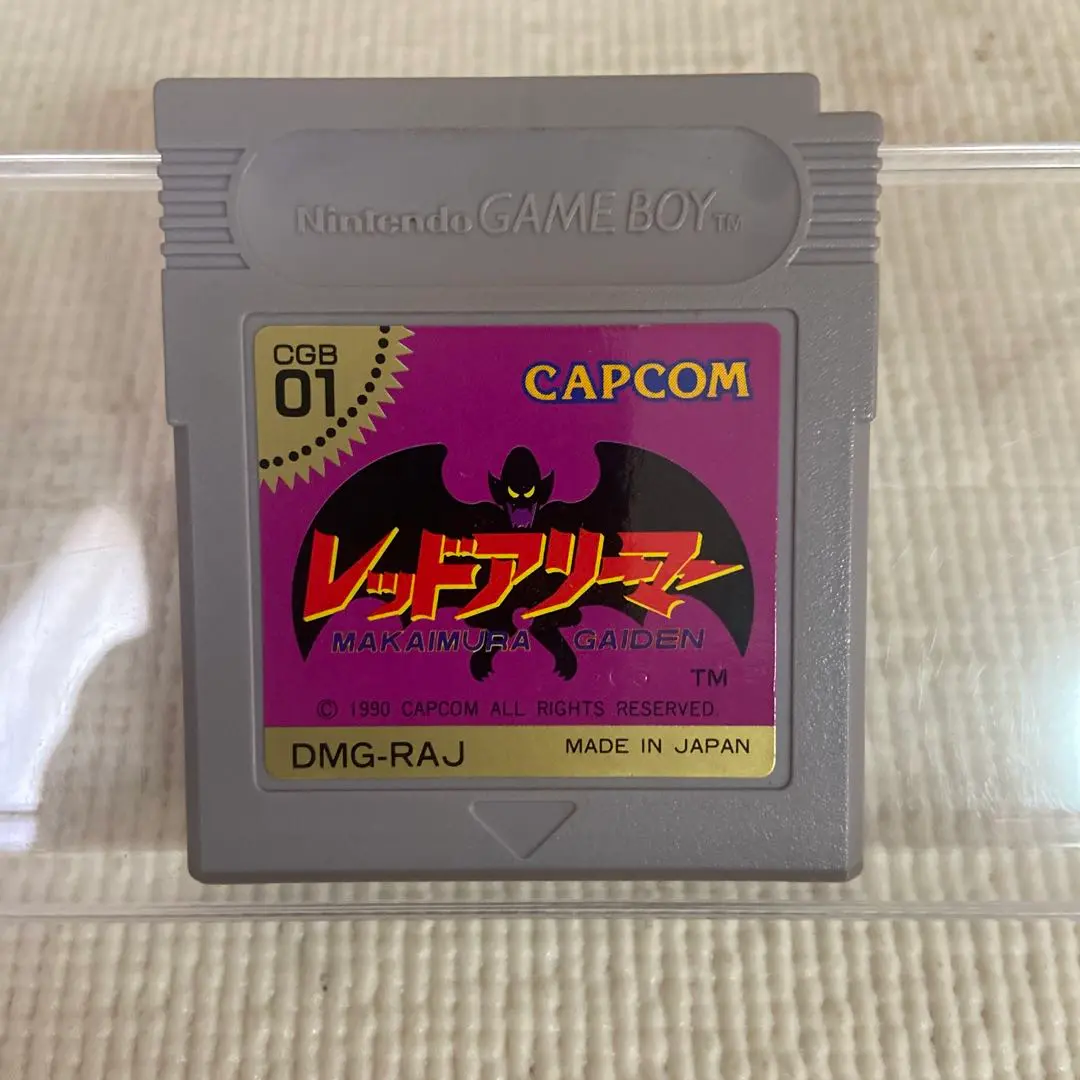 Nintendo GAME BOY™
CGB
01
CAPCOM
レッドアリーマー
MAKAIMURA GAIDEN
TM
© 1990 CAPCOM ALL RIGHTS RESERVED.
DMG-RAJ
MADE IN JAPAN